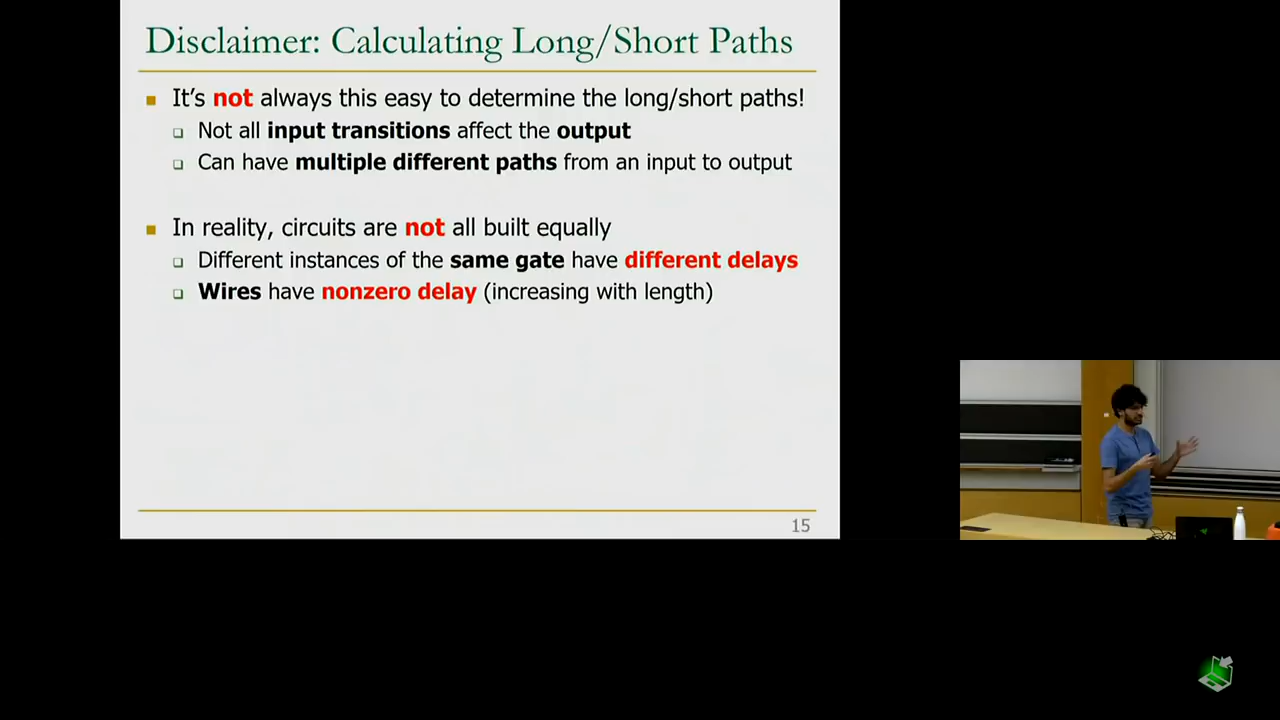 Disclaimer: Calculating Long/Short Paths
It's not always this easy to determine the long/short paths!
Not all input transitions affect the output
Can have multiple different paths from an input to output
In reality, circuits are not all built equally
Different instances of the same gate have different delays
Wires have nonzero delay (increasing with length)
15